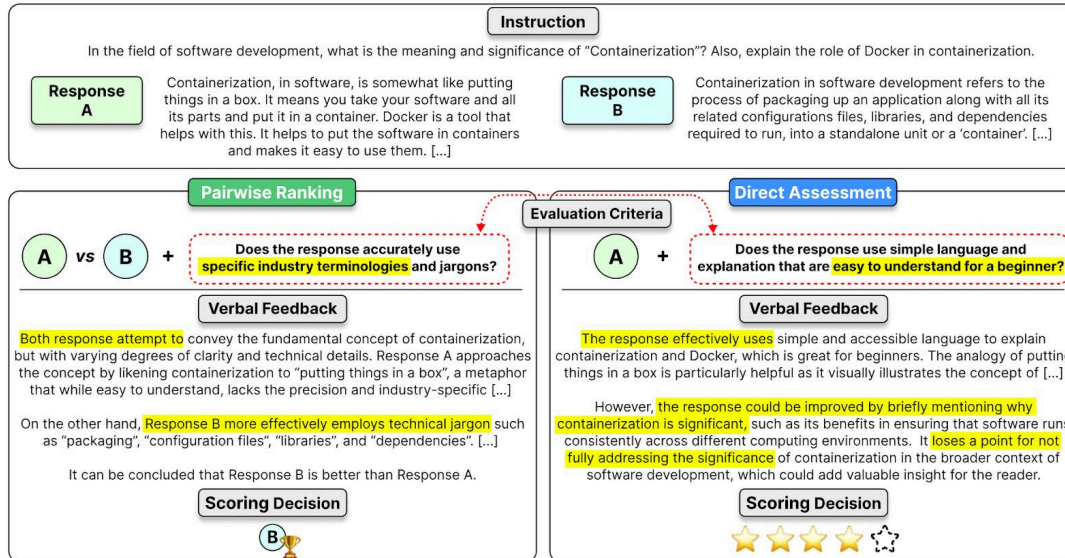 Instruction
In the field of software development, what is the meaning and significance of “Containerization”? Also, explain the role of Docker in containerization.
Response
A
Containerization, in software, is somewhat like putting
things in a box. It means you take your software and all
its parts and put it in a container. Docker is a tool that
helps with this. It helps to put the software in containers
and makes it easy to use them. [...]
Response
B
Containerization in software development refers to the
process of packaging up an application along with all its
related configurations files, libraries, and dependencies
required to run, into a standalone unit or a ‘container’. [...]
Pairwise Ranking
Direct Assessment
Evaluation Criteria
A vs B +
Does the response accurately use
specific industry terminologies and jargons?
Verbal Feedback
Both response attempt to convey the fundamental concept of containerization,
but with varying degrees of clarity and technical details. Response A approaches
the concept by likening containerization to “putting things in a box”, a metaphor
that while easy to understand, lacks the precision and industry-specific [...]
On the other hand, Response B more effectively employs technical jargon such
as “packaging”, “configuration files”, “libraries”, and “dependencies”. [...]
It can be concluded that Response B is better than Response A.
Scoring Decision
B
A +
Does the response use simple language and
explanation that are easy to understand for a beginner?
Verbal Feedback
The response effectively uses simple and accessible language to explain
containerization and Docker, which is great for beginners. The analogy of putting
things in a box is particularly helpful as it visually illustrates the concept of [...]
However, the response could be improved by briefly mentioning why
containerization is significant, such as its benefits in ensuring that software runs
consistently across different computing environments. It loses a point for not
fully addressing the significance of containerization in the broader context of
software development, which could add valuable insight for the reader.
Scoring Decision